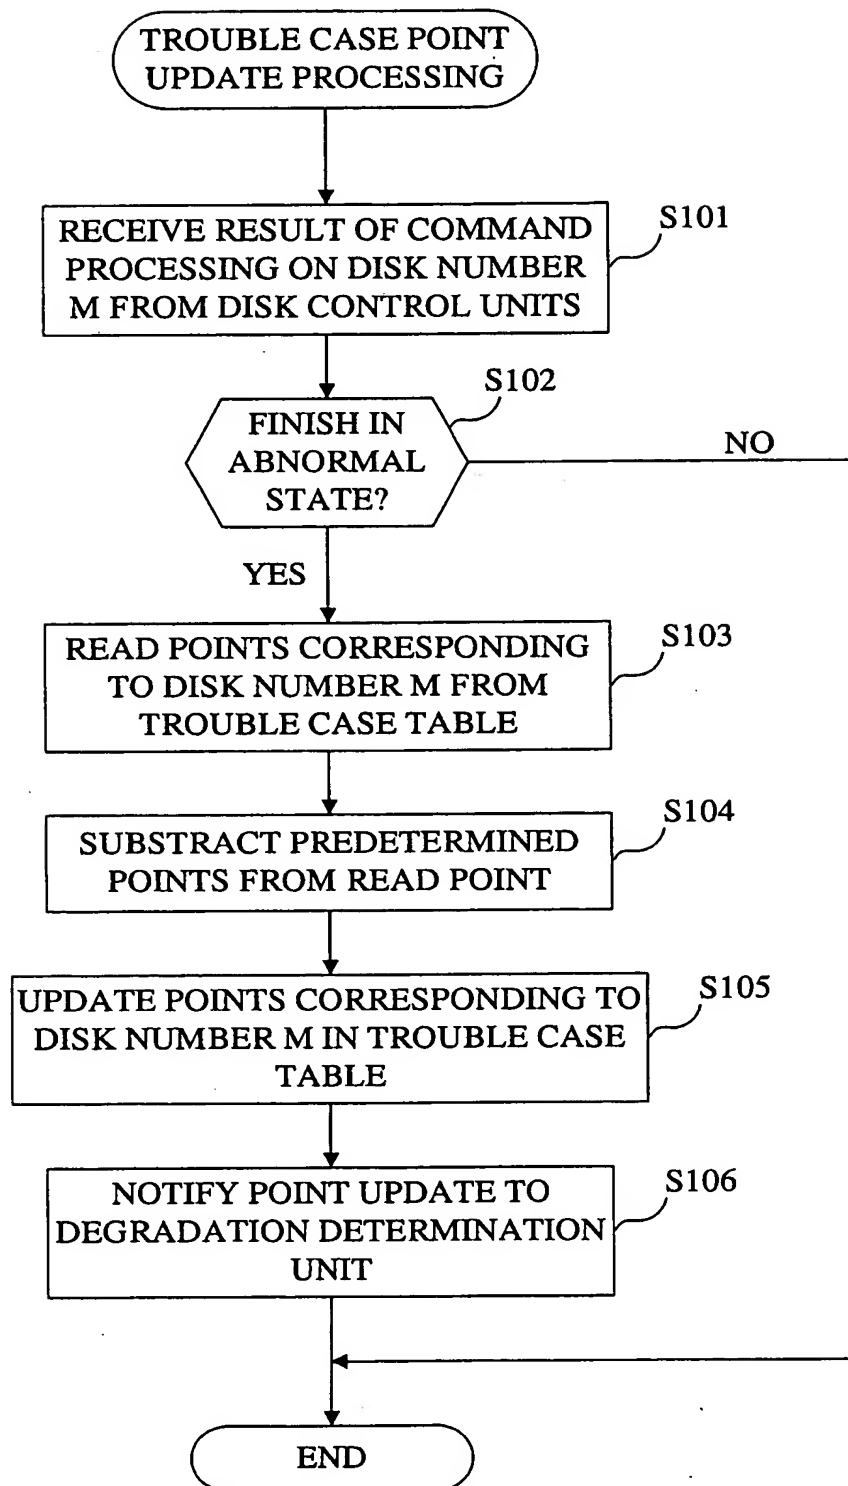 TROUBLE CASE POINT
UPDATE PROCESSING
S101
RECEIVE RESULT OF COMMAND
PROCESSING ON DISK NUMBER
M FROM DISK CONTROL UNITS
S102
FINISH IN
ABNORMAL
STATE?
NO
YES
S103
READ POINTS CORRESPONDING
TO DISK NUMBER M FROM
TROUBLE CASE TABLE
S104
SUBSTRACT PREDETERMINED
POINTS FROM READ POINT
S105
UPDATE POINTS CORRESPONDING TO
DISK NUMBER M IN TROUBLE CASE
TABLE
S106
NOTIFY POINT UPDATE TO
DEGRADATION DETERMINATION
UNIT
END